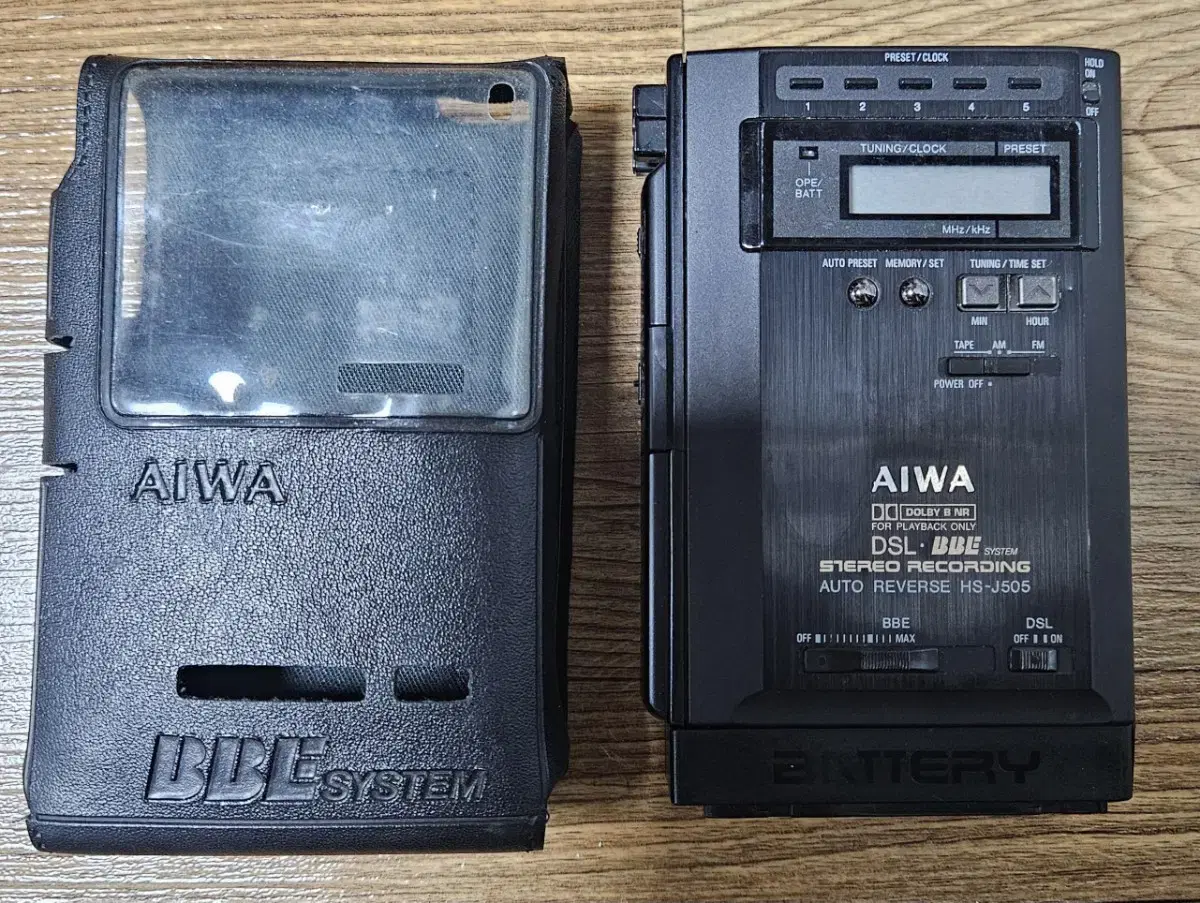 AIWA
BBE SYSTEM
PRESET/CLOCK
1 2 3 4 5
HOLD
ON
OFF
TUNING/CLOCK PRESET
OPE/
BATT
MHz/kHz
AUTO PRESET MEMORY/SET TUNING/TIME SET
MIN HOUR
TAPE AM FM
POWER OFF
AIWA
DOLBY B NR
FOR PLAYBACK ONLY
DSL·BBE SYSTEM
STEREO RECORDING
AUTO REVERSE HS-J505
BBE DSL
OFF MAX OFF ON
BATTERY